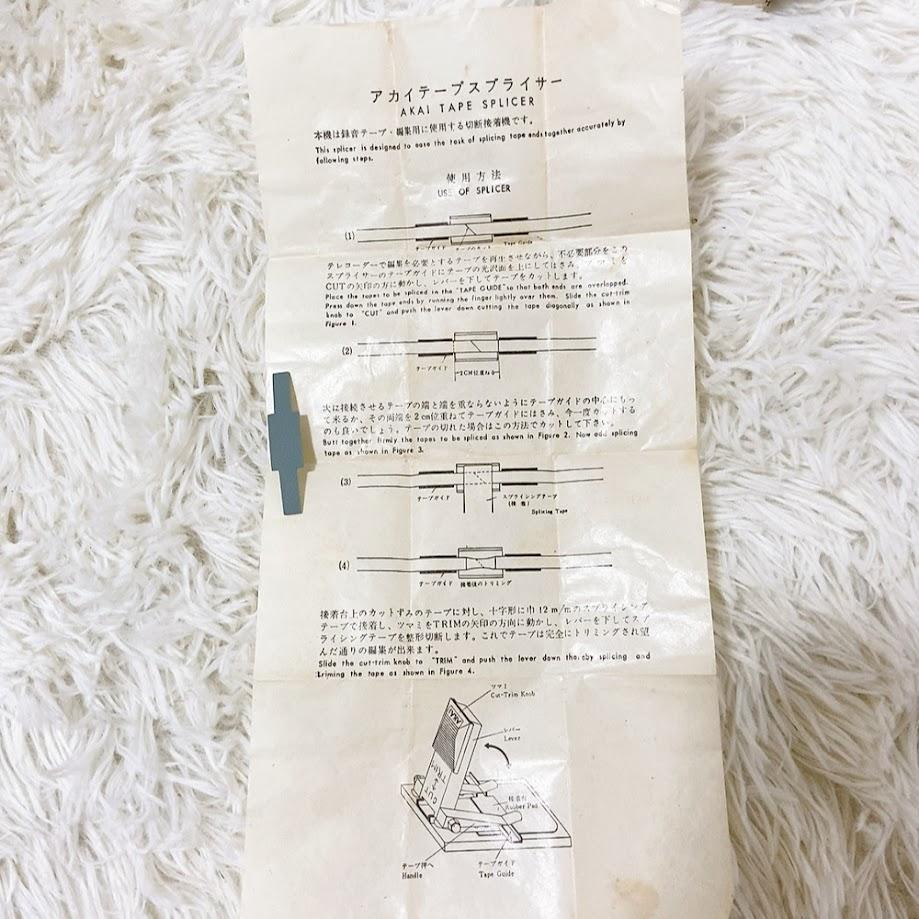 アカイテープスプライサー
AKAI TAPE SPLICER
本機は録音テープ・編集用に使用する切断接着機です。
This splicer is designed to ease the task of splicing tape ends together accurately by
following steps.
使用方法
USE OF SPLICER
(1)
テープガイド テープのカット Tape Guide
テレコーダーで編集を必要とするテープを再生させながら、不必要部分をこの
スプライサーのテープガイドにテープの光沢面を上にしてはさみ、
CUTの矢印の方に動かし、レバーを下してテープをカットします。
Place the tapes to be spliced in the "TAPE GUIDE" so that both ends are overlapped.
Press down the tape ends by running the finger lightly over them. Slide the cut-trim
knob to "CUT" and push the lever down cutting the tape diagonally as shown in
Figure 1.
(2)
テープガイド
2CM位重ねる
次に接続させるテープの端と端を重ならないようにテープガイドの中心にもっ
て来るか、その両端を2cm位重ねてテープガイドにはさみ、今一度カットする
のも良いでしょう。テープの切れた場合はこの方法でカットして下さい。
Butt together firmly the tapes to be spliced as shown in Figure 2. Now add splicing
tape as shown in Figure 3.
(3)
テープガイド スプライシングテープ
(接着)
Splicing Tape
(4)
テープガイド 接着後のトリミング
接着台上のカットずみのテープに対し、十字形に巾12m/mのスプライシング
テープで接着し、ツマミをTRIMの矢印の方向に動かし、レバーを下してスプ
ライシングテープを整形切断します。これでテープは完全にトリミングされ望
んだ通りの編集が出来ます。
Slide the cut-trim knob to "TRIM" and push the lever down thereby splicing and
triming the tape as shown in Figure 4.
ツマミ
Cut-Trim Knob
AKAI
レバー
Lever
TRIM
CUT
接着台
Rubber Pad
テープ押へ
Handle
テープガイド
Tape Guide